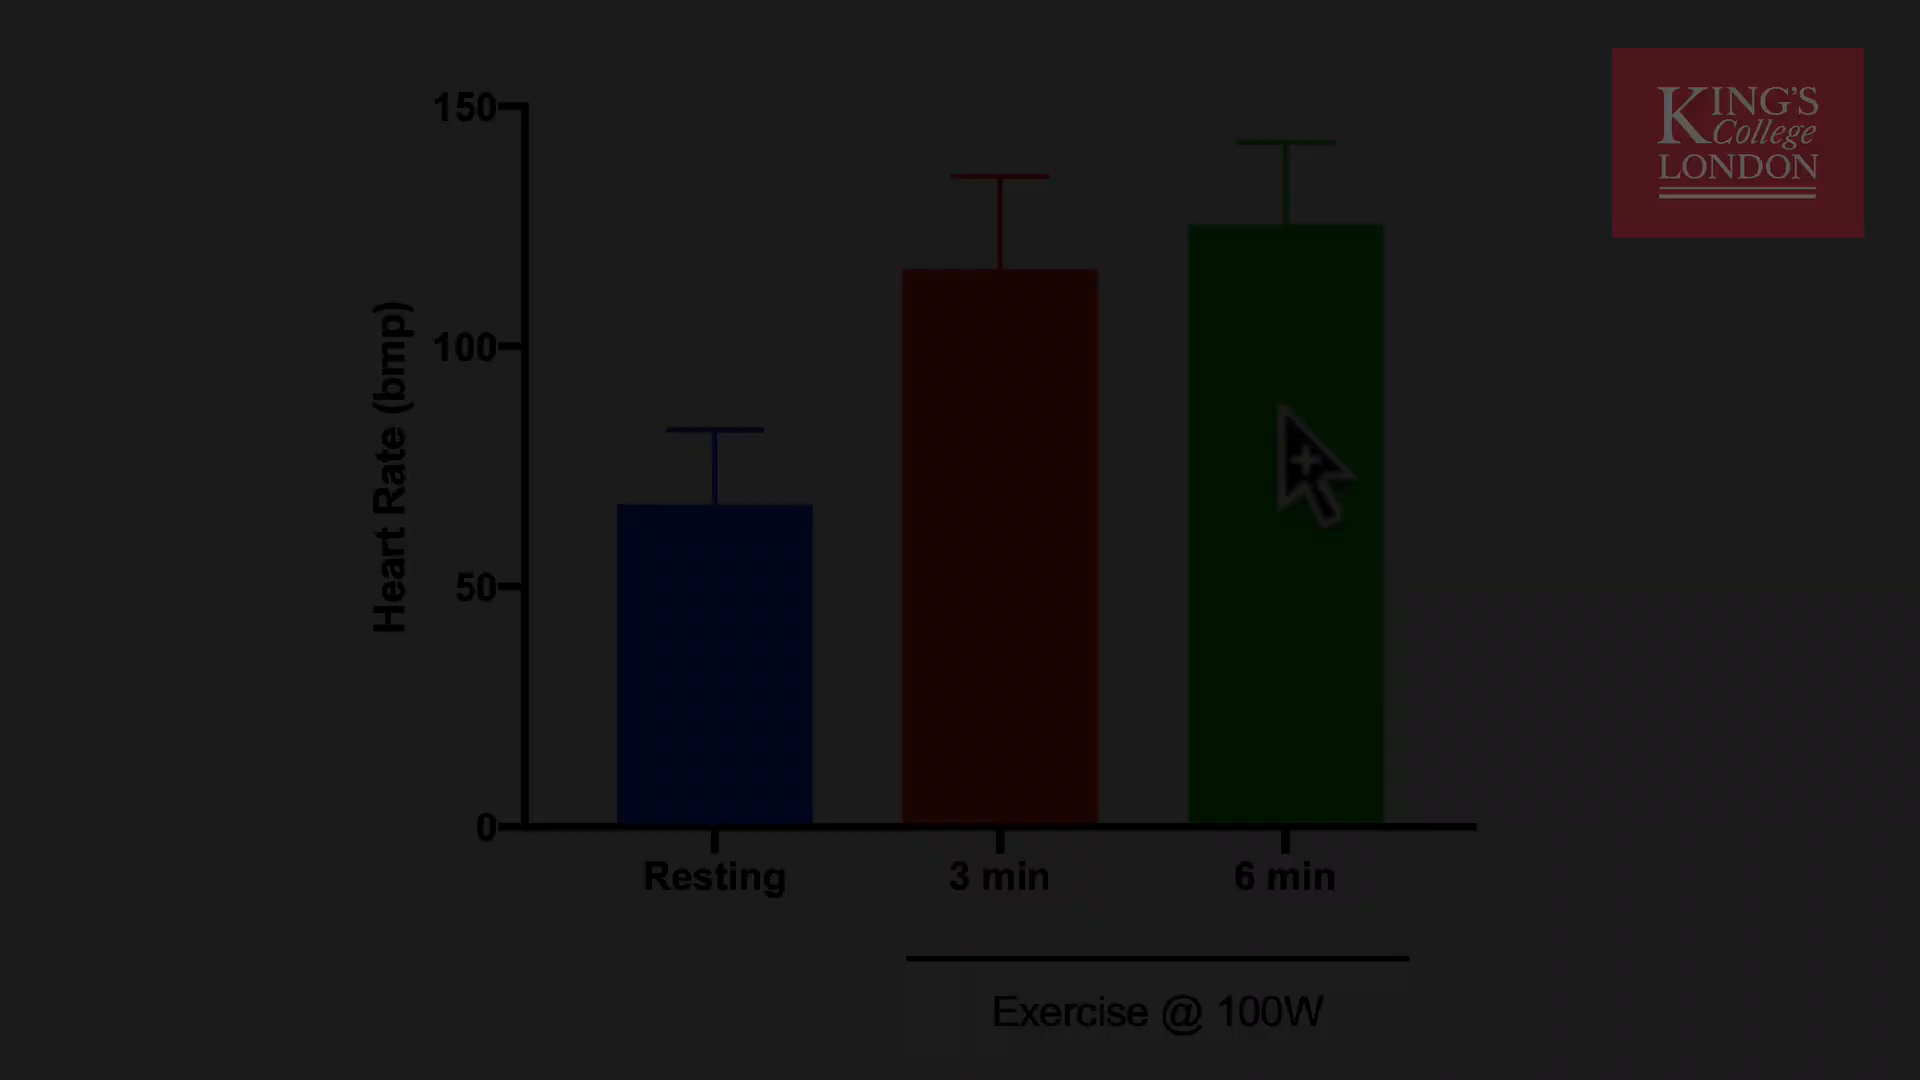 KING'S
College
LONDON
150
100
50
0
Heart Rate (bmp)
Resting
3 min
6 min
Exercise @ 100W